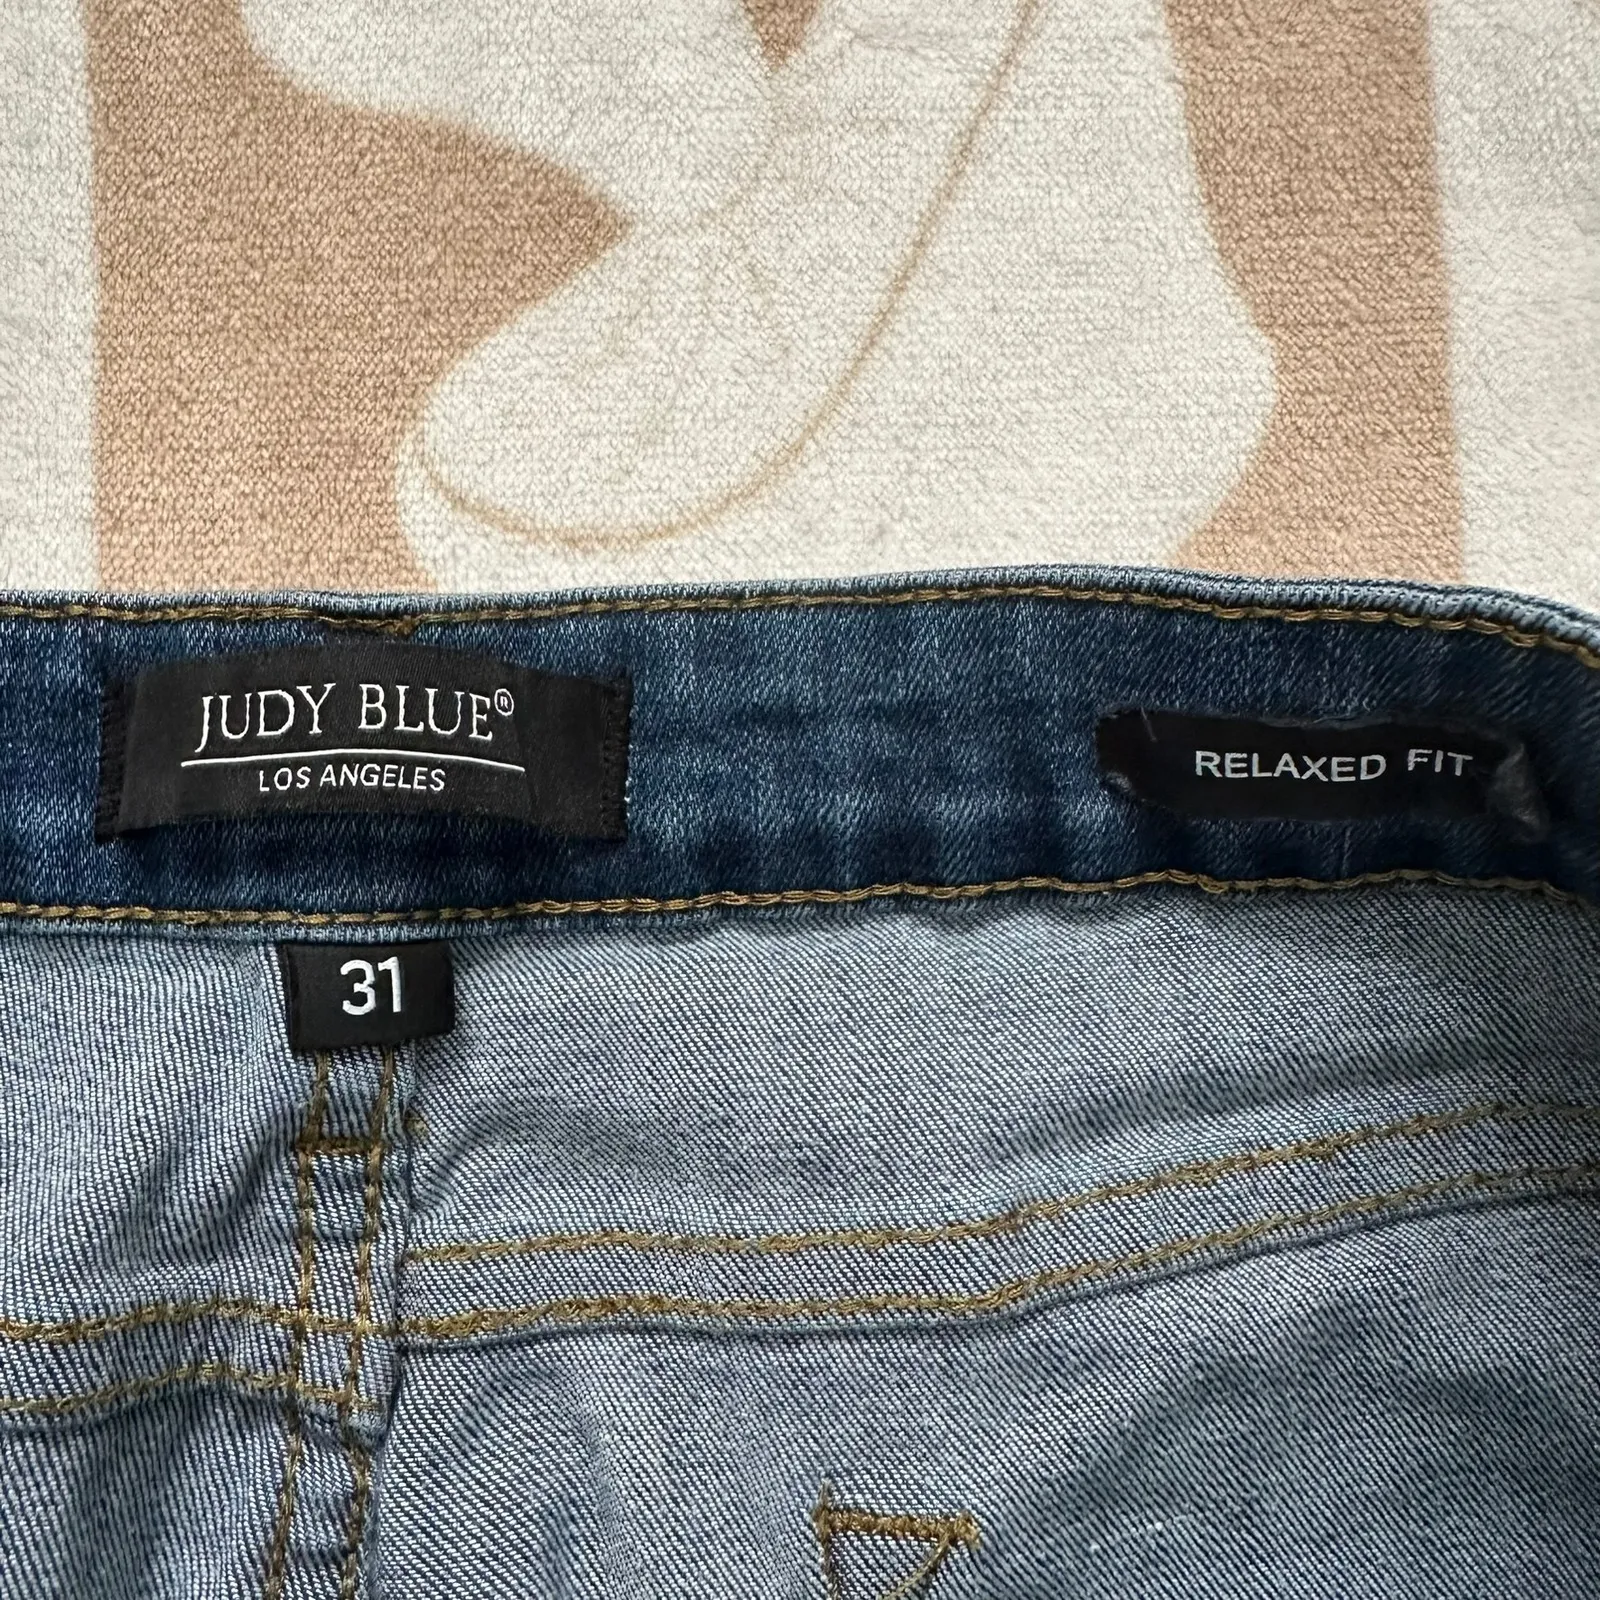 JUDY BLUE®
LOS ANGELES
RELAXED FIT
31